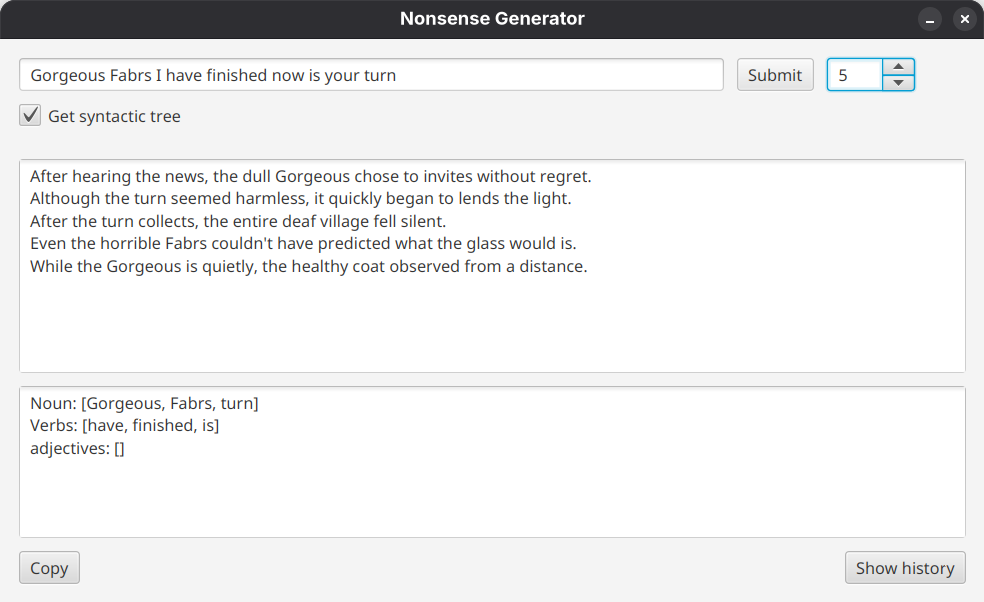 Nonsense Generator
Gorgeous Fabrs I have finished now is your turn
Submit
5
Get syntactic tree
After hearing the news, the dull Gorgeous chose to invites without regret.
Although the turn seemed harmless, it quickly began to lends the light.
After the turn collects, the entire deaf village fell silent.
Even the horrible Fabrs couldn't have predicted what the glass would is.
While the Gorgeous is quietly, the healthy coat observed from a distance.
Noun: [Gorgeous, Fabrs, turn]
Verbs: [have, finished, is]
adjectives: []
Copy
Show history